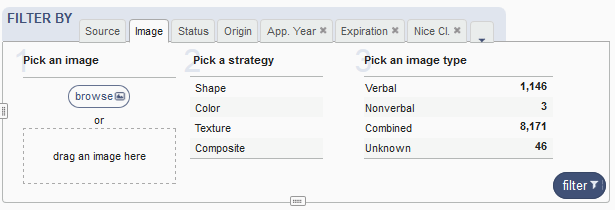 FILTER BY
Source Image Status Origin App. Year ✖ Expiration ✖ Nice Cl. ✖
1 Pick an image
browse
or
drag an image here
2 Pick a strategy
Shape
Color
Texture
Composite
3 Pick an image type
Verbal 1,146
Nonverbal 3
Combined 8,171
Unknown 46
filter